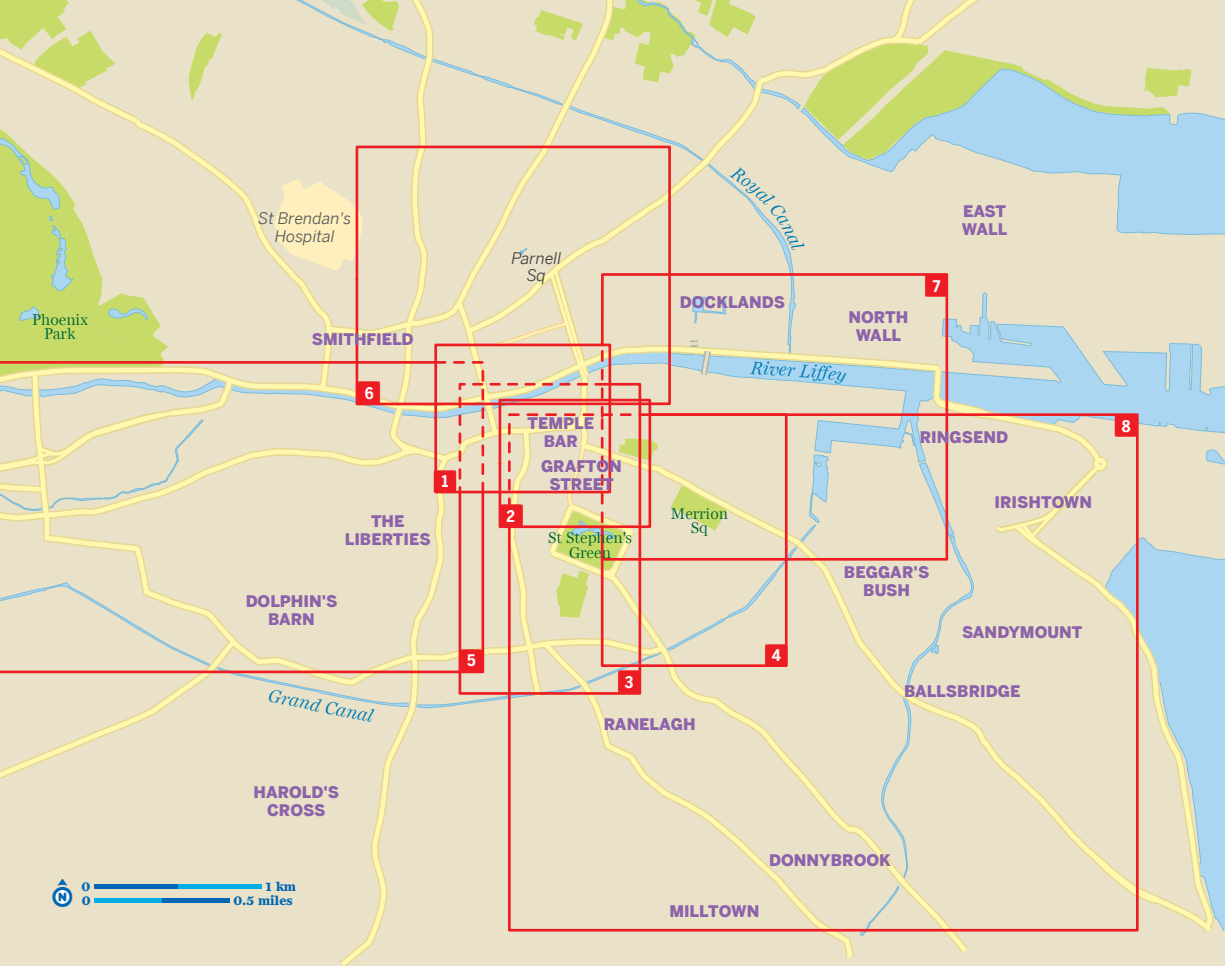 Royal Canal
EAST
WALL
St Brendan's
Hospital
Parnell
Sq
7
DOCKLANDS
NORTH
WALL
Phoenix
Park
SMITHFIELD
River Liffey
6
TEMPLE
BAR
8
RINGSEND
GRAFTON
STREET
1
IRISHTOWN
2
Merrion
Sq
THE
LIBERTIES
St Stephen's
Green
BEGGAR'S
BUSH
DOLPHIN'S
BARN
SANDYMOUNT
5
4
3
BALLSBRIDGE
Grand Canal
RANELAGH
HAROLD'S
CROSS
DONNYBROOK
N
0 1 km
0 0.5 miles
MILLTOWN